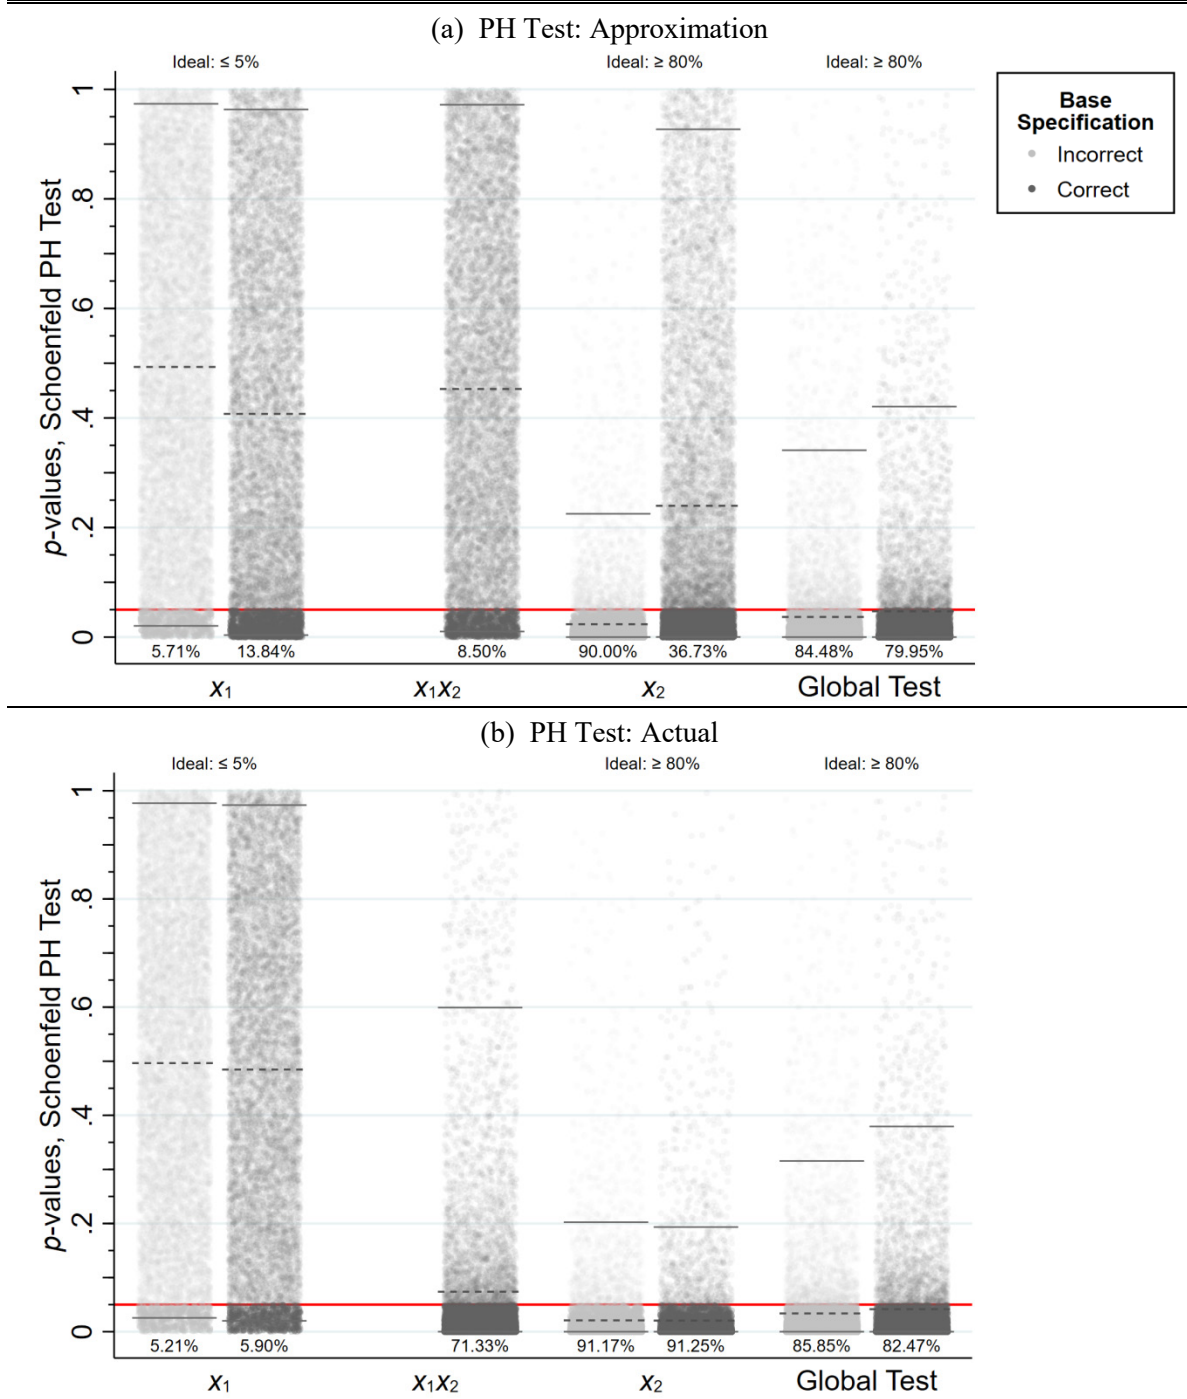 (a) PH Test: Approximation
Ideal: ≤ 5%
Ideal: ≥ 80%
Ideal: ≥ 80%
Base
Specification
Incorrect
Correct
p-values, Schoenfeld PH Test
1
.8
.6
.4
.2
0
5.71%
13.84%
8.50%
90.00%
36.73%
84.48%
79.95%
x₁
x₁x₂
x₂
Global Test
(b) PH Test: Actual
Ideal: ≤ 5%
Ideal: ≥ 80%
Ideal: ≥ 80%
p-values, Schoenfeld PH Test
1
.8
.6
.4
.2
0
5.21%
5.90%
71.33%
91.17%
91.25%
85.85%
82.47%
x₁
x₁x₂
x₂
Global Test